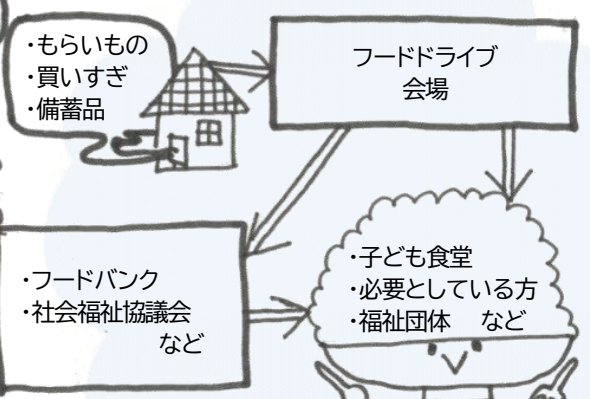 ・もらいもの
・買いすぎ
・備蓄品
フードドライブ
会場
・フードバンク
・社会福祉協議会
など
・子ども食堂
・必要としている方
・福祉団体　など